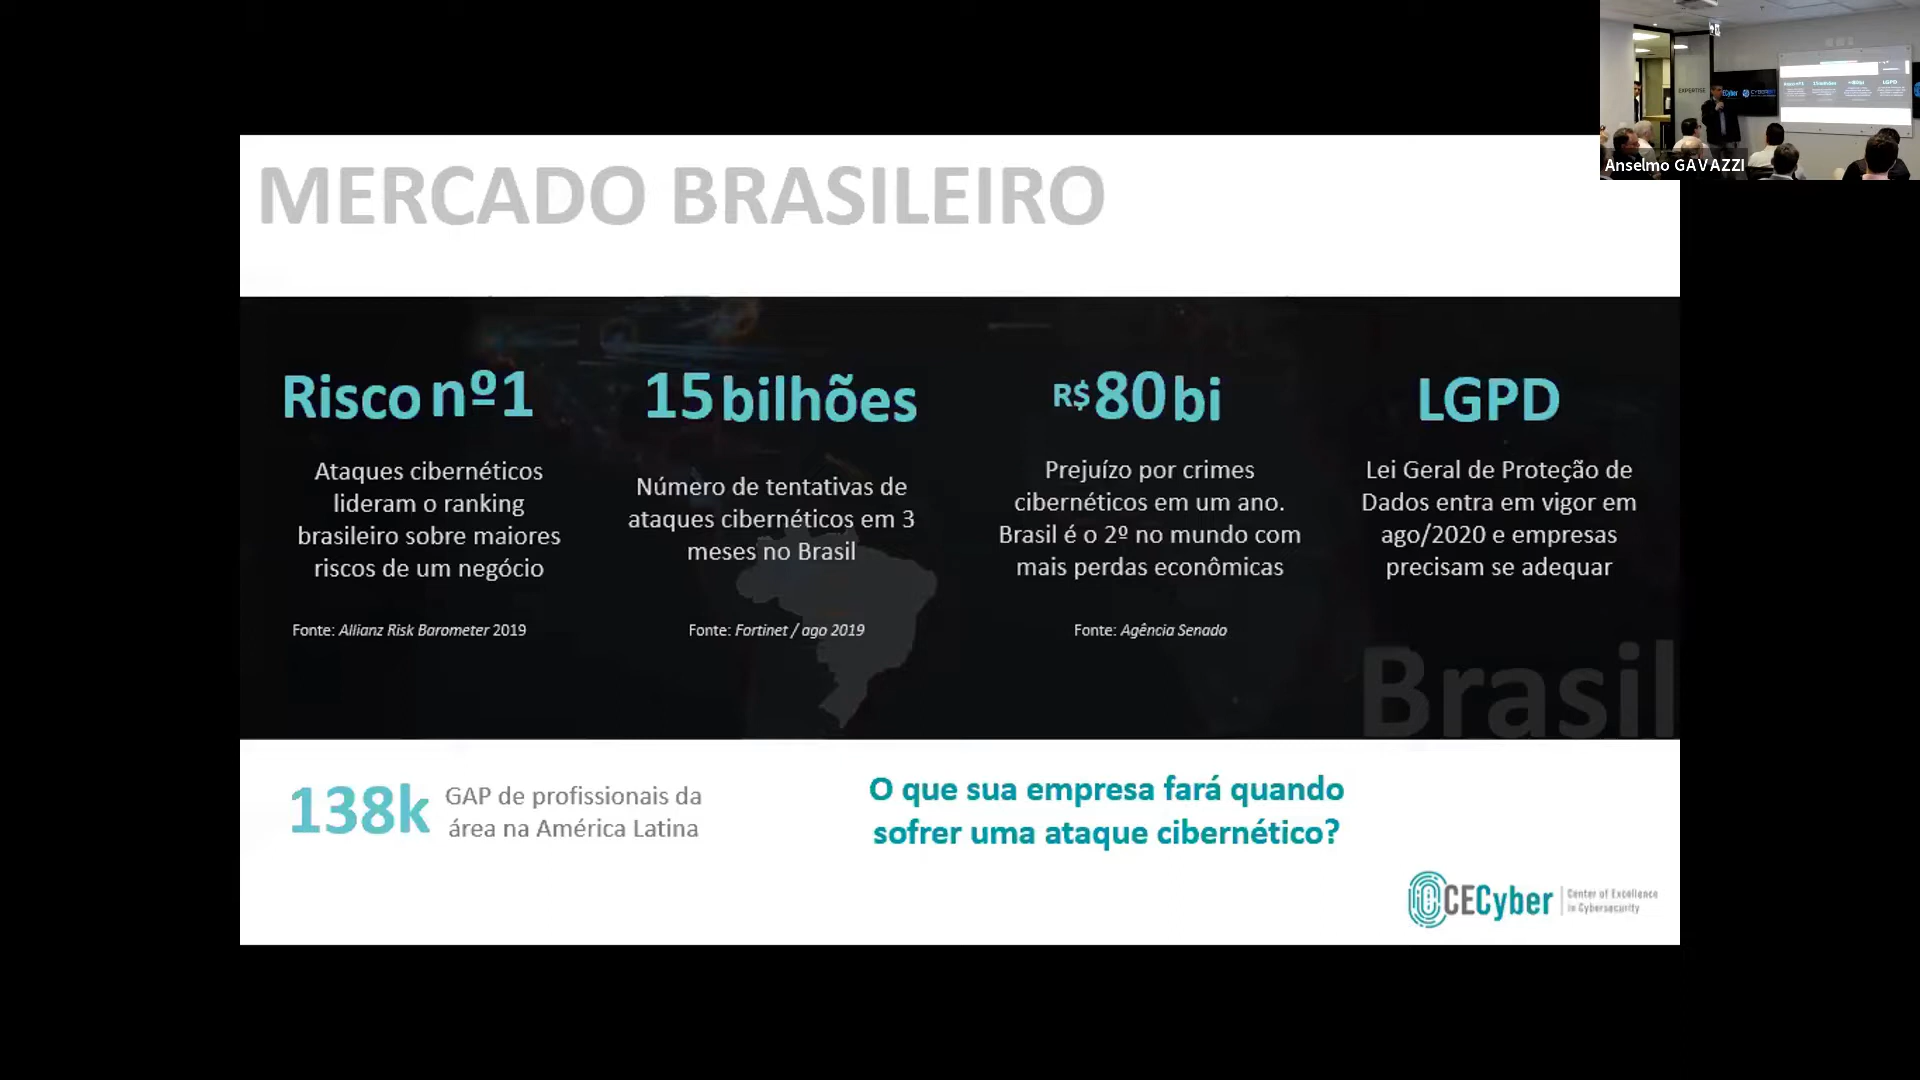 MERCADO BRASILEIRO
Risco nº1
Ataques cibernéticos
lideram o ranking
brasileiro sobre maiores
riscos de um negócio
Fonte: Allianz Risk Barometer 2019
15 bilhões
Número de tentativas de
ataques cibernéticos em 3
meses no Brasil
Fonte: Fortinet / ago 2019
R$ 80 bi
Prejuízo por crimes
cibernéticos em um ano.
Brasil é o 2º no mundo com
mais perdas econômicas
Fonte: Agência Senado
LGPD
Lei Geral de Proteção de
Dados entra em vigor em
ago/2020 e empresas
precisam se adequar
Brasil
138k
GAP de profissionais da
área na América Latina
O que sua empresa fará quando
sofrer uma ataque cibernético?
CECyber
Center of Excellence
in Cybersecurity
EXPERTISE
Anselmo GAVAZZI